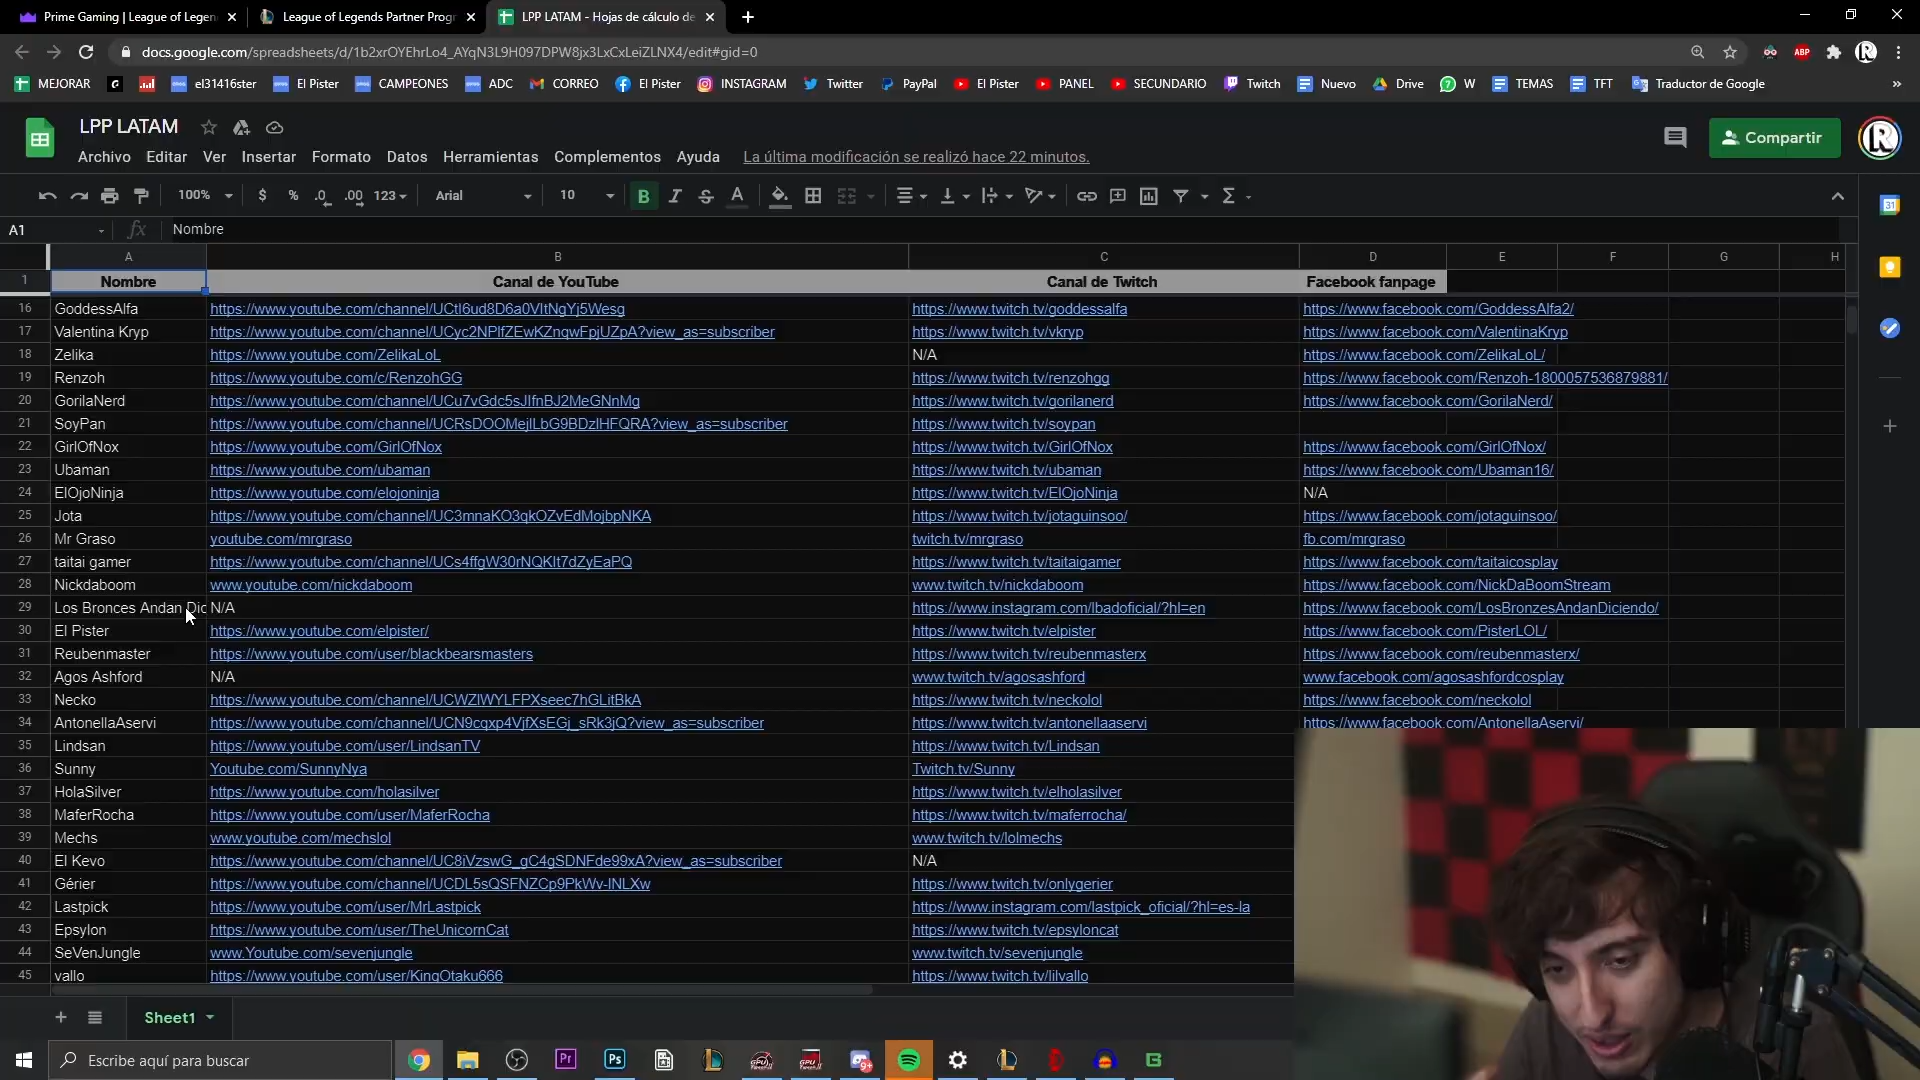 Prime Gaming | League of Legen
League of Legends Partner Progr
LPP LATAM - Hojas de cálculo de
docs.google.com/spreadsheets/d/1b2xrOYEhrLo4_AYqN3L9H097DPW8jx3LxCxLeiZLNX4/edit#gid=0
MEJORAR el31416ster El Pister CAMPEONES ADC CORREO El Pister INSTAGRAM Twitter PayPal El Pister PANEL SECUNDARIO Twitch Nuevo Drive W TEMAS TFT Traductor de Google »
LPP LATAM
Compartir
Archivo Editar Ver Insertar Formato Datos Herramientas Complementos Ayuda La última modificación se realizó hace 22 minutos.
100% $ % .0 .00 123 Arial 10 B I S A Σ
A1 fx Nombre
A B C D E F G H
1 Nombre Canal de YouTube Canal de Twitch Facebook fanpage
16 GoddessAlfa https://www.youtube.com/channel/UCtI6ud8D6a0VItNgYj5Wesg https://www.twitch.tv/goddessalfa https://www.facebook.com/GoddessAlfa2/
17 Valentina Kryp https://www.youtube.com/channel/UCyc2NPlfZEwKZnqwFpjUZpA?view_as=subscriber https://www.twitch.tv/vkryp https://www.facebook.com/ValentinaKryp
18 Zelika https://www.youtube.com/ZelikaLoL N/A https://www.facebook.com/ZelikaLoL/
19 Renzoh https://www.youtube.com/c/RenzohGG https://www.twitch.tv/renzohgg https://www.facebook.com/Renzoh-1800057536879881/
20 GorilaNerd https://www.youtube.com/channel/UCu7vGdc5sJIfnBJ2MeGNnMg https://www.twitch.tv/gorilanerd https://www.facebook.com/GorilaNerd/
21 SoyPan https://www.youtube.com/channel/UCRsDOOMejILbG9BDzIHFQRA?view_as=subscriber https://www.twitch.tv/soypan
22 GirlOfNox https://www.youtube.com/GirlOfNox https://www.twitch.tv/GirlOfNox https://www.facebook.com/GirlOfNox/
23 Ubaman https://www.youtube.com/ubaman https://www.twitch.tv/ubaman https://www.facebook.com/Ubaman16/
24 ElOjoNinja https://www.youtube.com/elojoninja https://www.twitch.tv/ElOjoNinja N/A
25 Jota https://www.youtube.com/channel/UC3mnaKO3qkOZvEdMojbpNKA https://www.twitch.tv/jotaguinsoo/ https://www.facebook.com/jotaguinsoo/
26 Mr Graso youtube.com/mrgraso twitch.tv/mrgraso fb.com/mrgraso
27 taitai gamer https://www.youtube.com/channel/UCs4ffgW30rNQKIt7dZyEaPQ https://www.twitch.tv/taitaigamer https://www.facebook.com/taitaicosplay
28 Nickdaboom www.youtube.com/nickdaboom www.twitch.tv/nickdaboom https://www.facebook.com/NickDaBoomStream
29 Los Bronces Andan Dic N/A https://www.instagram.com/lbadoficial/?hl=en https://www.facebook.com/LosBronzesAndanDiciendo/
30 El Pister https://www.youtube.com/elpister/ https://www.twitch.tv/elpister https://www.facebook.com/PisterLOL/
31 Reubenmaster https://www.youtube.com/user/blackbearsmasters https://www.twitch.tv/reubenmasterx https://www.facebook.com/reubenmasterx/
32 Agos Ashford N/A www.twitch.tv/agosashford www.facebook.com/agosashfordcosplay
33 Necko https://www.youtube.com/channel/UCWZlWYLFPXseec7hGLitBkA https://www.twitch.tv/neckolol https://www.facebook.com/neckolol
34 AntonellaAservi https://www.youtube.com/channel/UCN9cqxp4VjfXsEGj_sRk3jQ?view_as=subscriber https://www.twitch.tv/antonellaaservi https://www.facebook.com/AntonellaAservi/
35 Lindsan https://www.youtube.com/user/LindsanTV https://www.twitch.tv/Lindsan
36 Sunny Youtube.com/SunnyNya Twitch.tv/Sunny
37 HolaSilver https://www.youtube.com/holasilver https://www.twitch.tv/elholasilver
38 MaferRocha https://www.youtube.com/user/MaferRocha https://www.twitch.tv/maferrocha/
39 Mechs www.youtube.com/mechslol www.twitch.tv/lolmechs
40 El Kevo https://www.youtube.com/channel/UC8iVzswG_gC4gSDNFde99xA?view_as=subscriber N/A
41 Gérier https://www.youtube.com/channel/UCDL5sQSFNZCp9PkWv-INLXw https://www.twitch.tv/onlygerier
42 Lastpick https://www.youtube.com/user/MrLastpick https://www.instagram.com/lastpick_oficial/?hl=es-la
43 Epsylon https://www.youtube.com/user/TheUnicornCat https://www.twitch.tv/epsyloncat
44 SeVenJungle www.Youtube.com/sevenjungle www.twitch.tv/sevenjungle
45 vallo https://www.youtube.com/user/KingOtaku666 https://www.twitch.tv/lilvallo
Sheet1
Escribe aquí para buscar